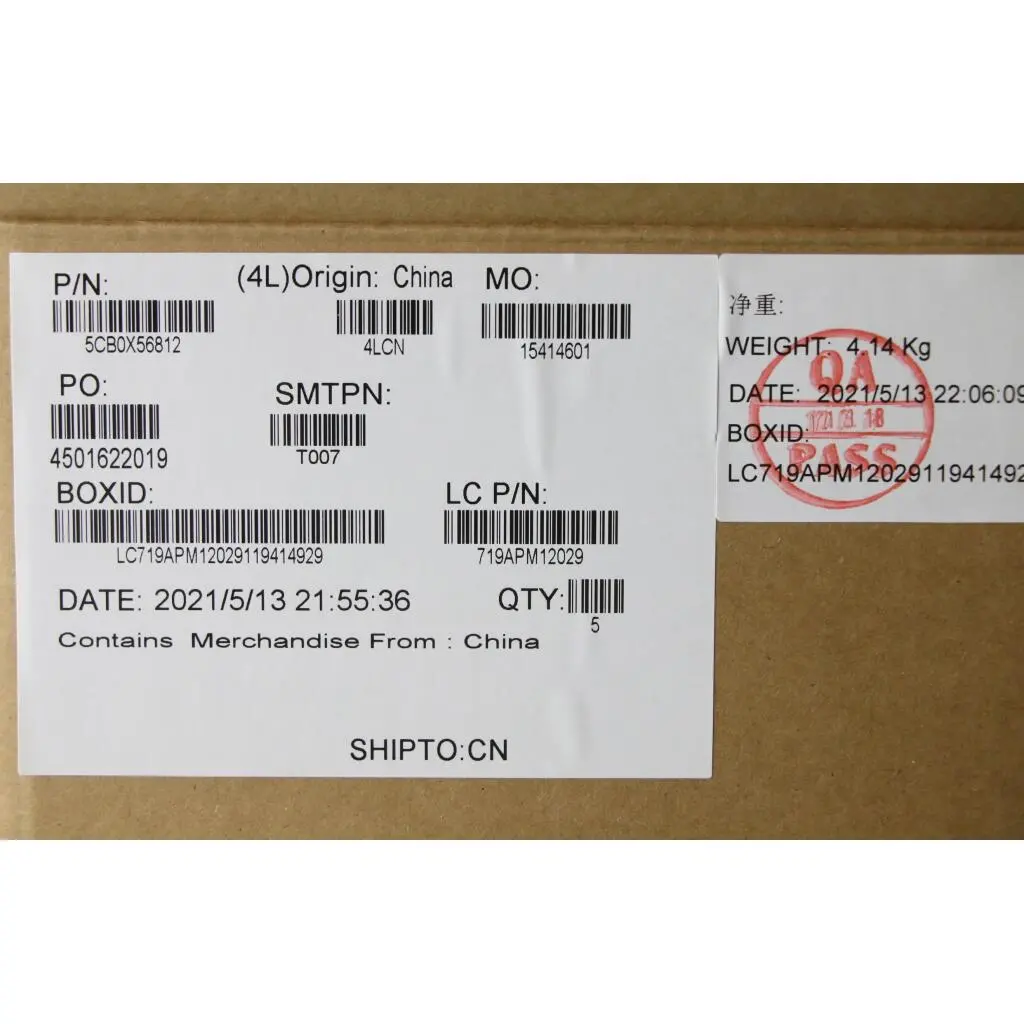 P/N:
5CB0X56812
(4L)Origin: China
4LCN
MO:
15414601
PO:
4501622019
SMTPN:
T007
BOXID:
LC719APM12029119414929
LC P/N:
719APM12029
DATE: 2021/5/13 21:55:36
QTY:
5
Contains Merchandise From : China
SHIPTO:CN
净重:
WEIGHT: 4.14 Kg
DATE: 2021/5/13 22:06:09
BOXID:
LC719APM1202911941492
QA
PASS